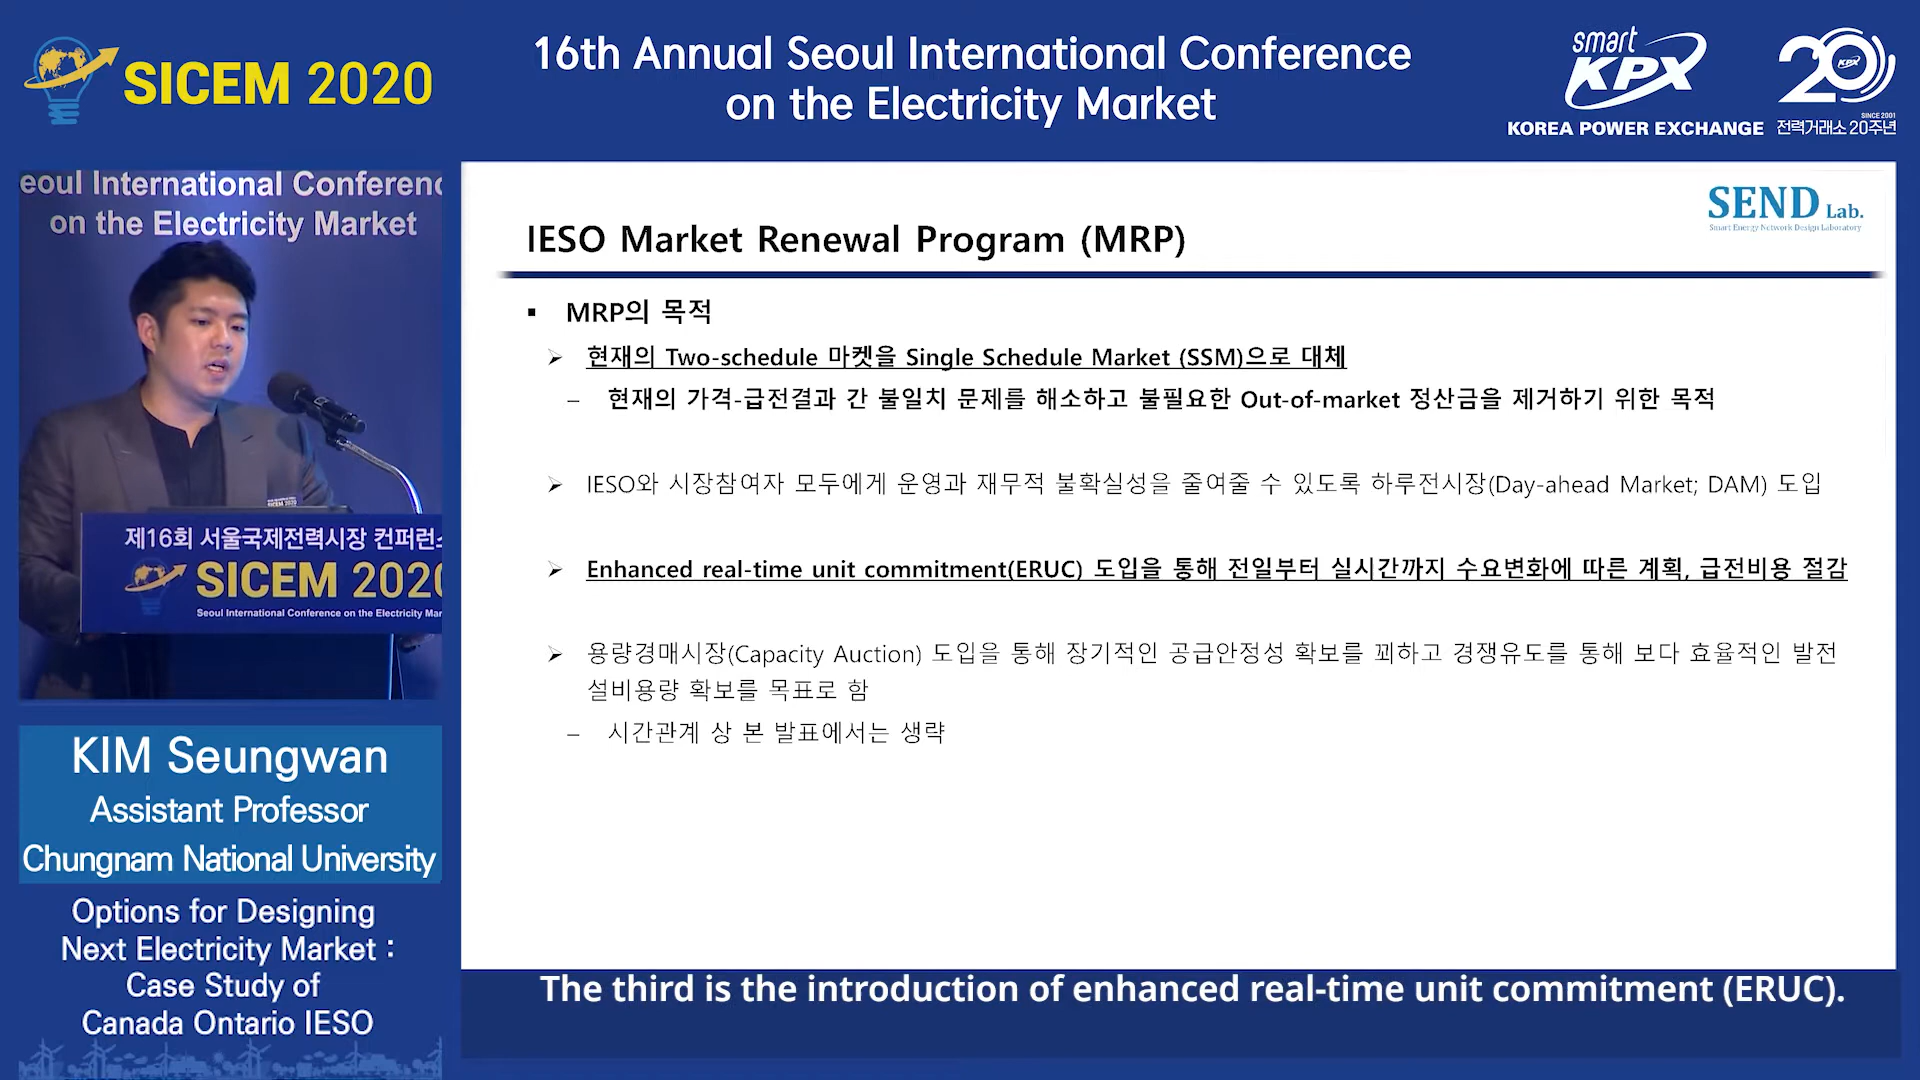 SICEM 2020
16th Annual Seoul International Conference
on the Electricity Market
smart
KPX
KOREA POWER EXCHANGE
20
KPX
SINCE 2001
전력거래소 20주년
eoul International Conferenc
on the Electricity Market
SICEM 2020
제16회 서울국제전력시장 컨퍼런스
SICEM 2020
Seoul International Conference on the Electricity Mar
KIM Seungwan
Assistant Professor
Chungnam National University
Options for Designing
Next Electricity Market :
Case Study of
Canada Ontario IESO
SEND Lab.
Smart Energy Network Design Laboratory
IESO Market Renewal Program (MRP)
▪ MRP의 목적
➢ 현재의 Two-schedule 마켓을 Single Schedule Market (SSM)으로 대체
– 현재의 가격-급전결과 간 불일치 문제를 해소하고 불필요한 Out-of-market 정산금을 제거하기 위한 목적
➢ IESO와 시장참여자 모두에게 운영과 재무적 불확실성을 줄여줄 수 있도록 하루전시장(Day-ahead Market; DAM) 도입
➢ Enhanced real-time unit commitment(ERUC) 도입을 통해 전일부터 실시간까지 수요변화에 따른 계획, 급전비용 절감
➢ 용량경매시장(Capacity Auction) 도입을 통해 장기적인 공급안정성 확보를 꾀하고 경쟁유도를 통해 보다 효율적인 발전
설비용량 확보를 목표로 함
– 시간관계 상 본 발표에서는 생략
The third is the introduction of enhanced real-time unit commitment (ERUC).